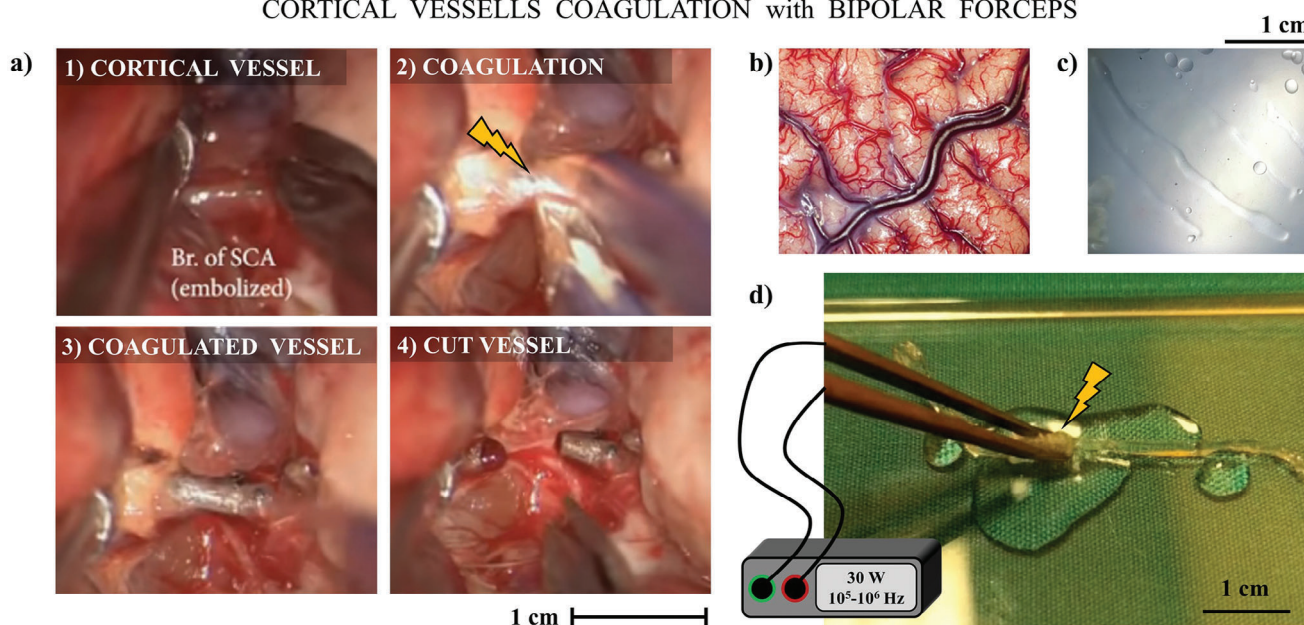 CORTICAL VESSELLS COAGULATION with BIPOLAR FORCEPS
1 cm
a)
1) CORTICAL VESSEL
Br. of SCA
(embolized)
2) COAGULATION
3) COAGULATED VESSEL
4) CUT VESSEL
1 cm
b)
c)
d)
30 W
10⁵-10⁶ Hz
1 cm